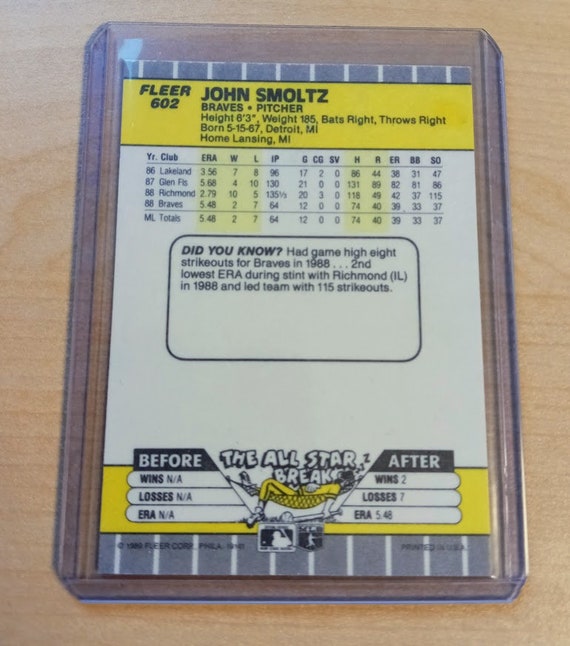 FLEER
602
JOHN SMOLTZ
BRAVES • PITCHER
Height 6'3", Weight 185, Bats Right, Throws Right
Born 5-15-67, Detroit, MI
Home Lansing, MI
Yr. Club ERA W L IP G CG SV H R ER BB SO
86 Lakeland 3.56 7 8 96 17 2 0 86 44 38 31 47
87 Glen Fls 5.68 4 10 130 21 0 0 131 89 82 81 86
88 Richmond 2.79 10 5 135⅓ 20 3 0 118 49 42 37 115
88 Braves 5.48 2 7 64 12 0 0 74 40 39 33 37
ML Totals 5.48 2 7 64 12 0 0 74 40 39 33 37
DID YOU KNOW? Had game high eight
strikeouts for Braves in 1988 . . . 2nd
lowest ERA during stint with Richmond (IL)
in 1988 and led team with 115 strikeouts.
BEFORE THE ALL STAR BREAK AFTER
WINS N/A WINS 2
LOSSES N/A LOSSES 7
ERA N/A ERA 5.48
© 1989 FLEER CORP., PHILA. 19141 PRINTED IN U.S.A.